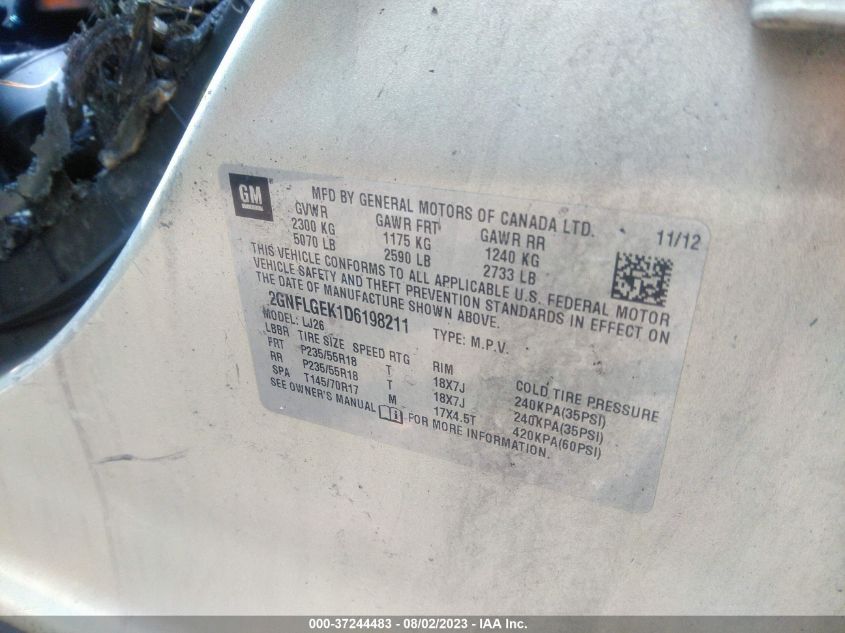 GM
MFD BY GENERAL MOTORS OF CANADA LTD.
11/12
GVWR GAWR FRT GAWR RR
2300 KG 1175 KG 1240 KG
5070 LB 2590 LB 2733 LB
THIS VEHICLE CONFORMS TO ALL APPLICABLE U.S. FEDERAL MOTOR
VEHICLE SAFETY AND THEFT PREVENTION STANDARDS IN EFFECT ON
THE DATE OF MANUFACTURE SHOWN ABOVE.
2GNFLGEK1D6198211 TYPE: M.P.V.
MODEL: LJ26
LBBR TIRE SIZE SPEED RTG RIM COLD TIRE PRESSURE
FRT P235/55R18 T 18X7J 240KPA(35PSI)
RR P235/55R18 T 18X7J 240KPA(35PSI)
SPA T145/70R17 M 17X4.5T 420KPA(60PSI)
SEE OWNER'S MANUAL FOR MORE INFORMATION.
000-37244483 - 08/02/2023 - IAA Inc.